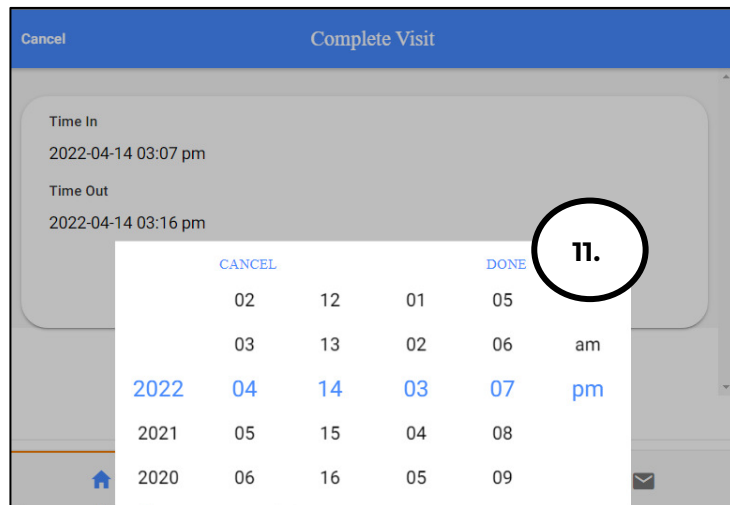 Cancel Complete Visit
Time In
2022-04-14 03:07 pm
Time Out
2022-04-14 03:16 pm
11.
CANCEL DONE
02 12 01 05
03 13 02 06 am
2022 04 14 03 07 pm
2021 05 15 04 08
2020 06 16 05 09